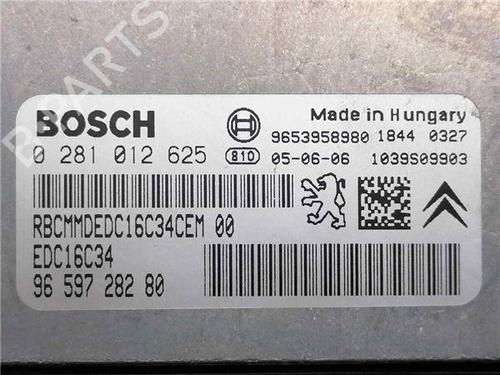 B-PARTS
BOSCH
0 281 012 625
810
Made in Hungary
9653958980 1844 0327
05-06-06 1039S09903
RBCMMDEDC16C34CEM 00
EDC16C34
96 597 282 80